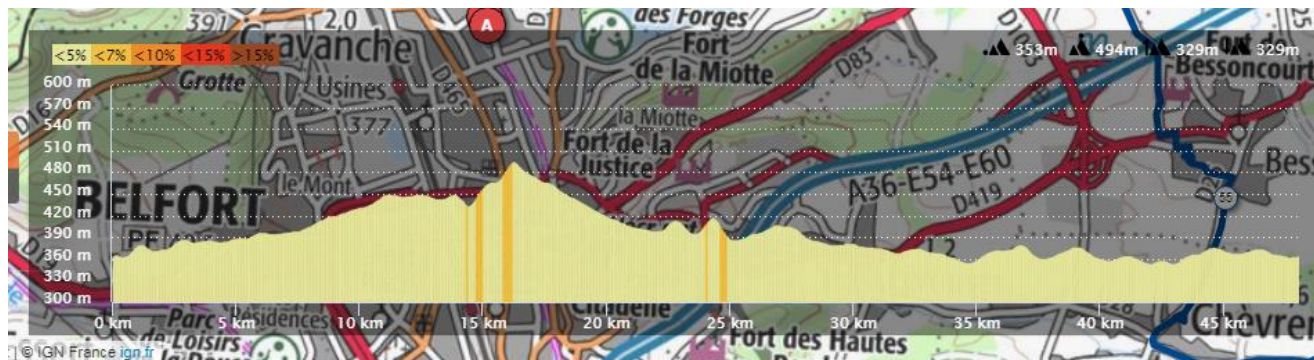 391
2,0
A
des Forges
Cravanche
Fort
de la Miotte
353m 494m 329m 329m
<5% <7% <10% <15% >15%
Grotte
Usines
D83
Fort de
Bessoncourt
600 m
570 m
540 m
510 m
480 m
450 m
420 m
390 m
360 m
330 m
300 m
377
la Miotte
Fort de la
Justice
A36-E54-E60
D419
BELFORT
le Mont
55
0 km 5 km 10 km 15 km 20 km 25 km 30 km 35 km 40 km 45 km
Parc
Résidences
de Loisirs
Citadelle
Fort des Hautes
© IGN France ign.fr